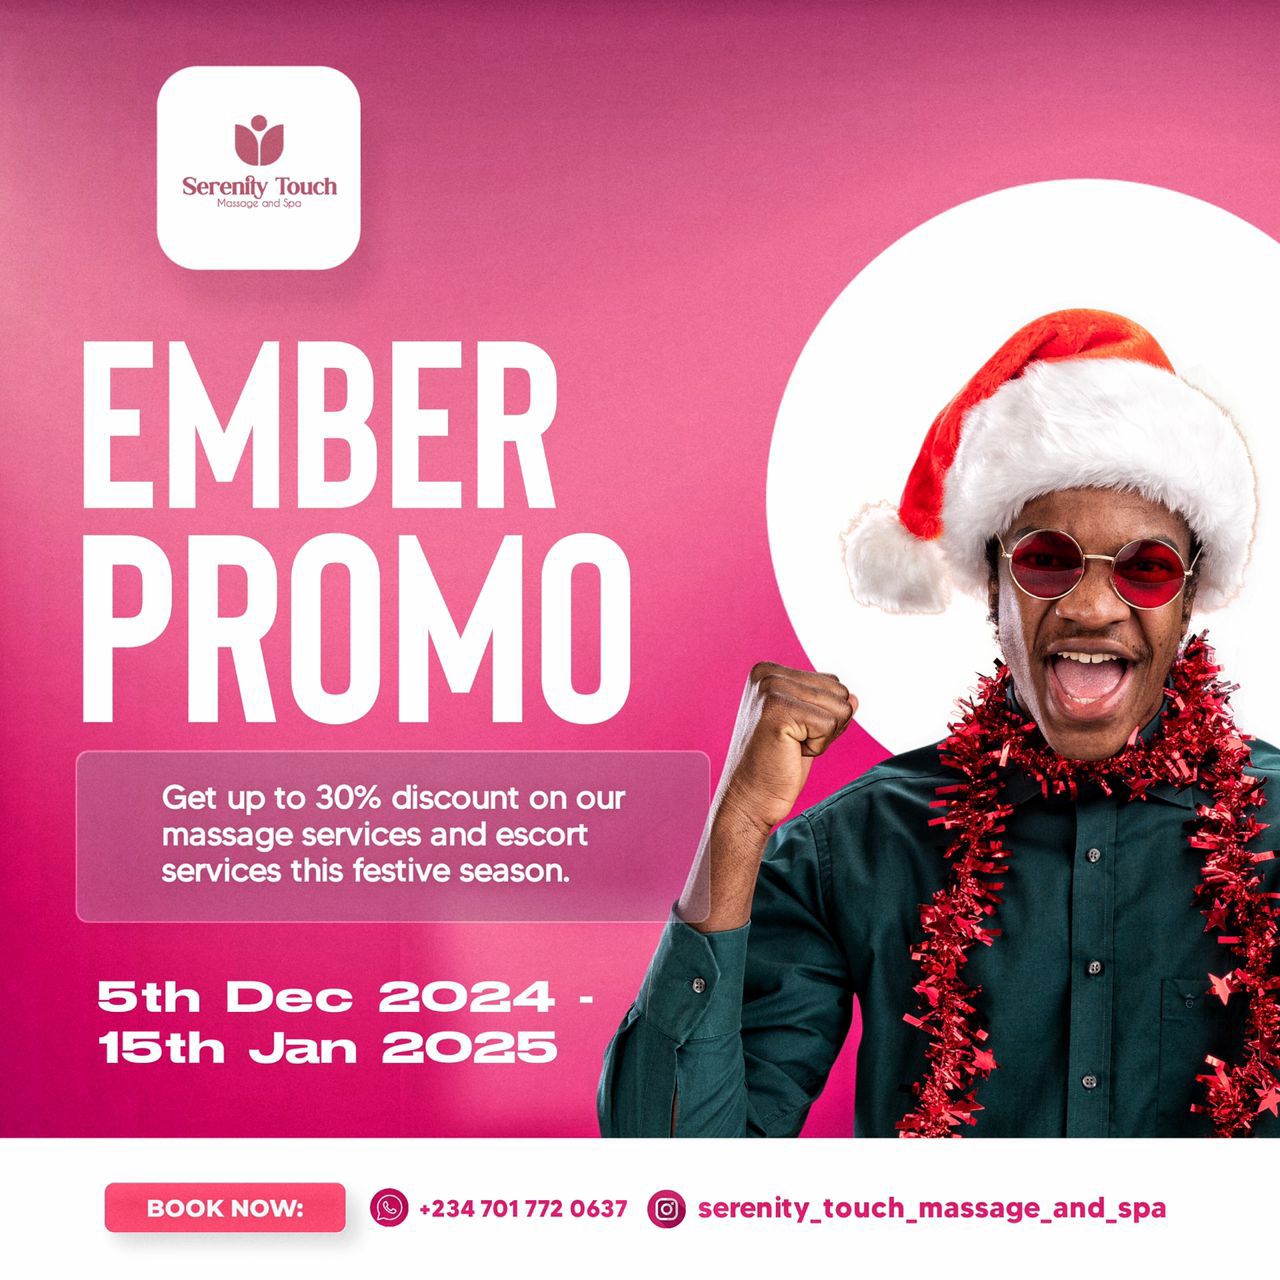 Serenity Touch
Massage and Spa
EMBER
PROMO
Get up to 30% discount on our
massage services and escort
services this festive season.
5th Dec 2024 -
15th Jan 2025
BOOK NOW: +234 701 772 0637 serenity_touch_massage_and_spa